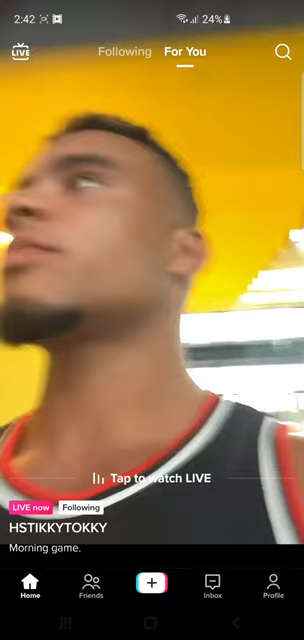 2:42 24%
LIVE Following For You
Tap to watch LIVE
LIVE now Following
HSTIKKYTOKKY
Morning game.
Home Friends Inbox Profile